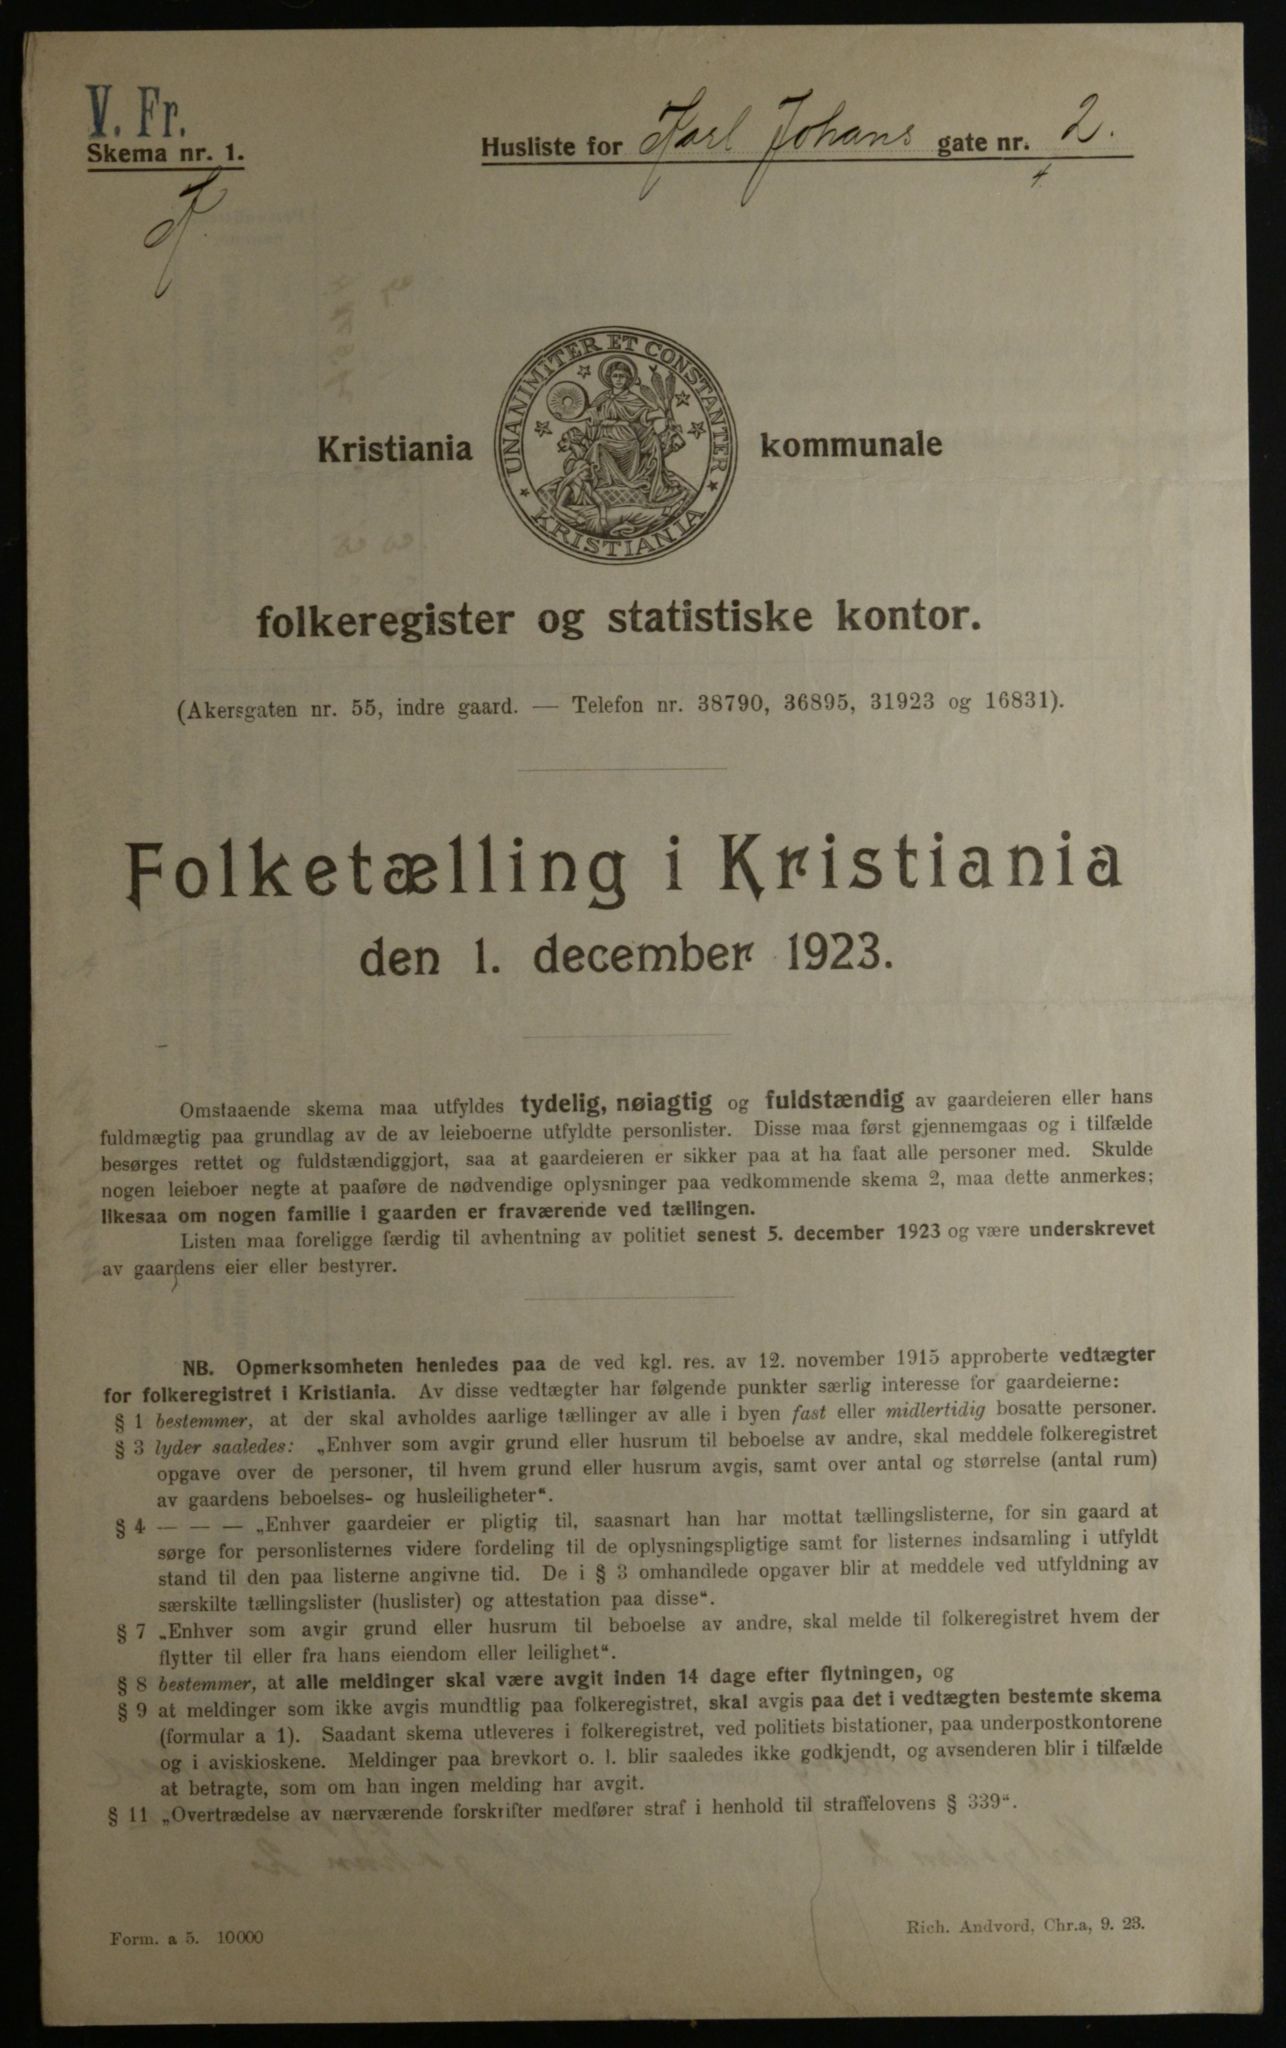 V. Fr.
Skema nr. 1.
Husliste for Karl Johans gate nr. 2.
K.
UNANIMITER ET CONSTANTER
KRISTIANIA
Kristiania kommunale
folkeregister og statistiske kontor.
(Akersgaten nr. 55, indre gaard. — Telefon nr. 38790, 36895, 31923 og 16831).
Folketælling i Kristiania
den 1. december 1923.
Omstaaende skema maa utfyldes tydelig, nøiagtig og fuldstændig av gaardeieren eller hans
fuldmægtig paa grundlag av de av leieboerne utfyldte personlister. Disse maa først gjennemgaas og i tilfælde
besørges rettet og fuldstændiggjort, saa at gaardeieren er sikker paa at ha faat alle personer med. Skulde
nogen leieboer negte at paaføre de nødvendige oplysninger paa vedkommende skema 2, maa dette anmerkes;
likesaa om nogen familie i gaarden er fraværende ved tællingen.
Listen maa foreligge færdig til avhentning av politiet senest 5. december 1923 og være underskrevet
av gaardens eier eller bestyrer.
NB. Opmerksomheten henledes paa de ved kgl. res. av 12. november 1915 approberte vedtægter
for folkeregistret i Kristiania. Av disse vedtægter har følgende punkter særlig interesse for gaardeierne:
§ 1 bestemmer, at der skal avholdes aarlige tællinger av alle i byen fast eller midlertidig bosatte personer.
§ 3 lyder saaledes: „Enhver som avgir grund eller husrum til beboelse av andre, skal meddele folkeregistret
opgave over de personer, til hvem grund eller husrum avgis, samt over antal og størrelse (antal rum)
av gaardens beboelses- og husleiligheter“.
§ 4 — — — „Enhver gaardeier er pligtig til, saasnart han har mottat tællingslisterne, for sin gaard at
sørge for personlisternes videre fordeling til de oplysningspligtige samt for listernes indsamling i utfyldt
stand til den paa listerne angivne tid. De i § 3 omhandlede opgaver blir at meddele ved utfyldning av
særskilte tællingslister (huslister) og attestation paa disse“.
§ 7 „Enhver som avgir grund eller husrum til beboelse av andre, skal melde til folkeregistret hvem der
flytter til eller fra hans eiendom eller leilighet“.
§ 8 bestemmer, at alle meldinger skal være avgit inden 14 dage efter flytningen, og
§ 9 at meldinger som ikke avgis mundtlig paa folkeregistret, skal avgis paa det i vedtægten bestemte skema
(formular a 1). Saadant skema utleveres i folkeregistret, ved politiets bistationer, paa underpostkontorene
og i aviskioskene. Meldinger paa brevkort o. l. blir saaledes ikke godkjendt, og avsenderen blir i tilfælde
at betragte, som om han ingen melding har avgit.
§ 11 „Overtrædelse av nærværende forskrifter medfører straf i henhold til straffelovens § 339“.
Form. a 5. 10000
Rich. Andvord, Chr.a, 9. 23.